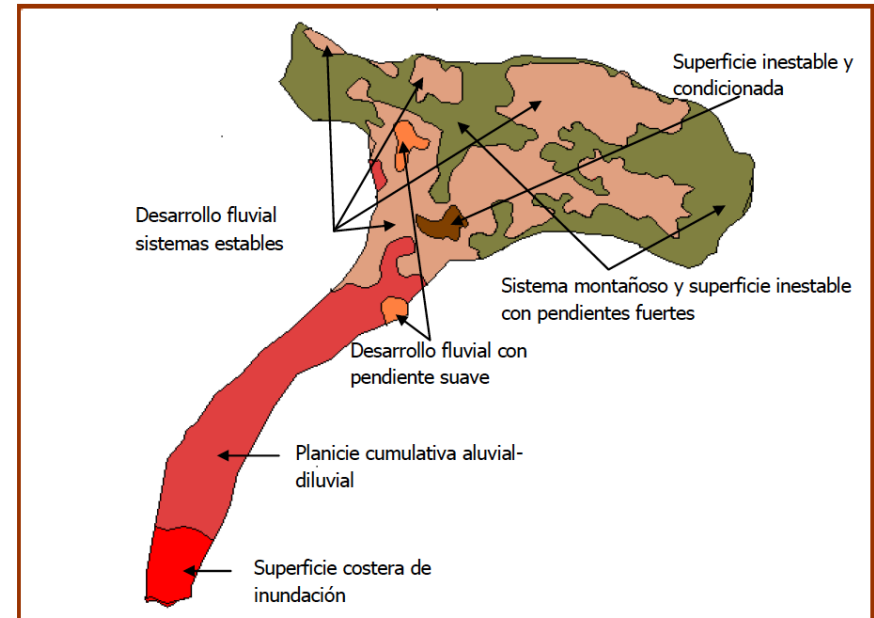 Superficie inestable y
condicionada
Desarrollo fluvial
sistemas estables
Sistema montañoso y superficie inestable
con pendientes fuertes
Desarrollo fluvial con
pendiente suave
Planicie cumulativa aluvial-
diluvial
Superficie costera de
inundación